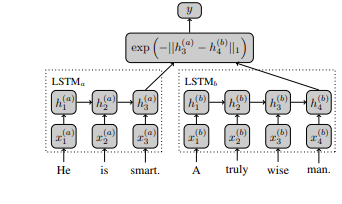 y
exp (−||h₃⁽ᵃ⁾ − h₄⁽ᵇ⁾||₁)
LSTMₐ LSTM_b
h₁⁽ᵃ⁾ h₂⁽ᵃ⁾ h₃⁽ᵃ⁾ h₁⁽ᵇ⁾ h₂⁽ᵇ⁾ h₃⁽ᵇ⁾ h₄⁽ᵇ⁾
x₁⁽ᵃ⁾ x₂⁽ᵃ⁾ x₃⁽ᵃ⁾ x₁⁽ᵇ⁾ x₂⁽ᵇ⁾ x₃⁽ᵇ⁾ x₄⁽ᵇ⁾
He is smart. A truly wise man.